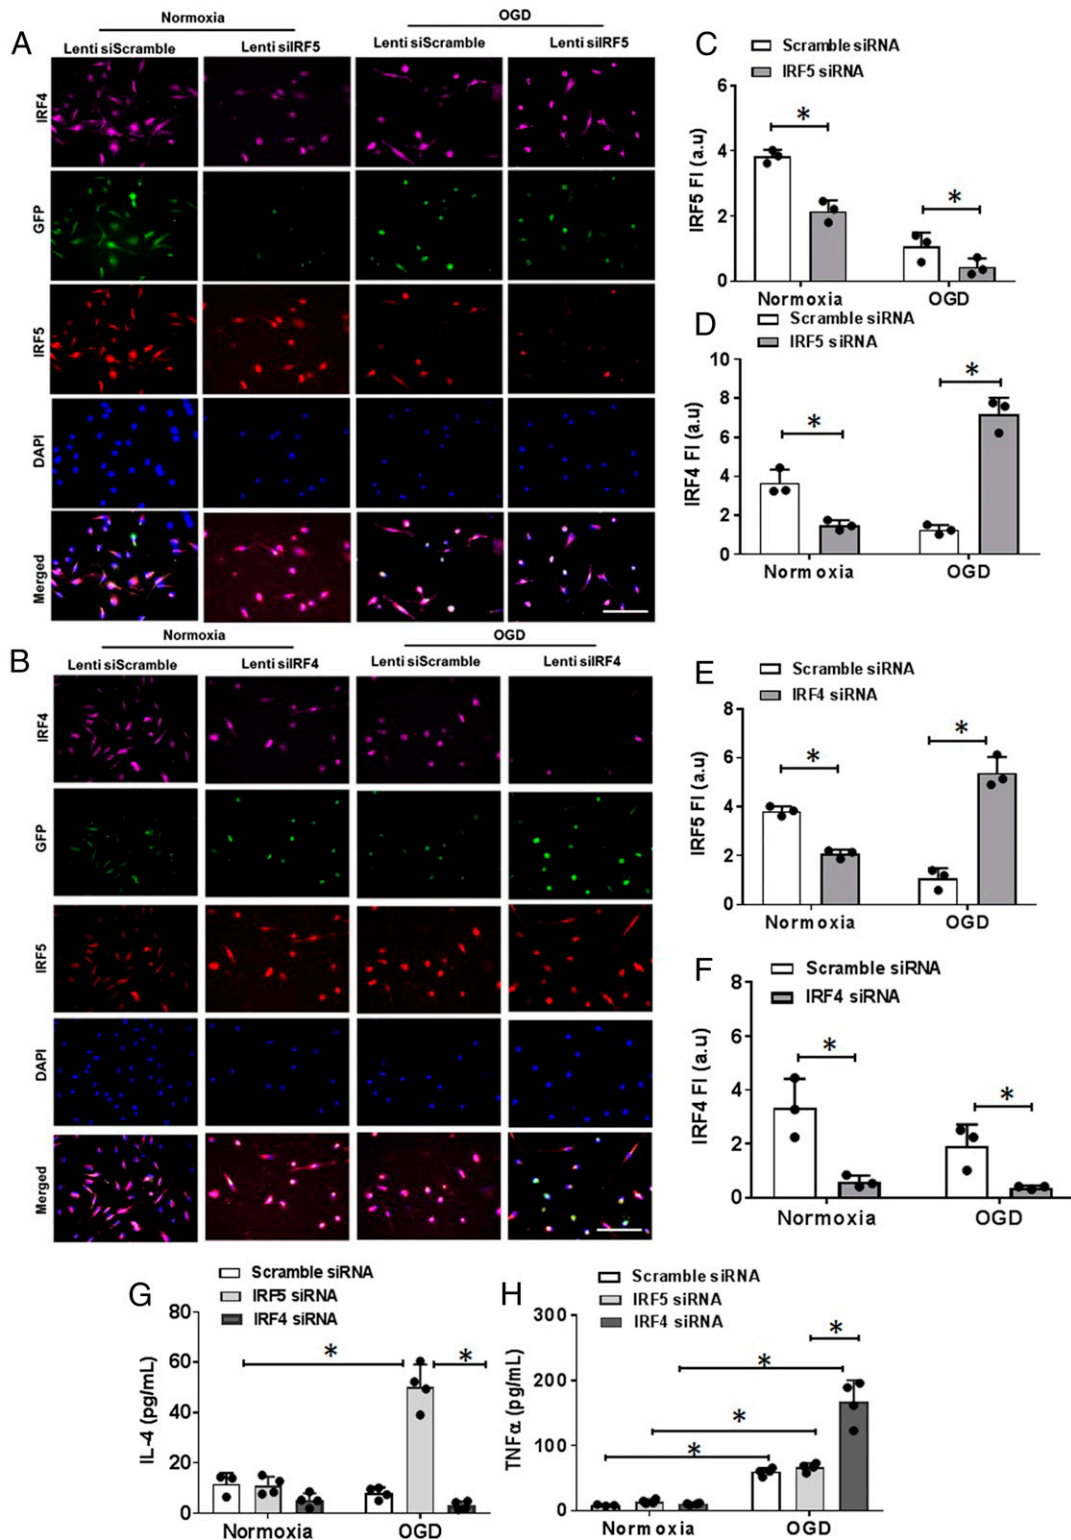 A
Normoxia
OGD
Lenti siScramble
Lenti siIRF5
Lenti siScramble
Lenti siIRF5
IRF4
GFP
IRF5
DAPI
Merged
B
Normoxia
OGD
Lenti siScramble
Lenti siIRF4
Lenti siScramble
Lenti siIRF4
IRF4
GFP
IRF5
DAPI
Merged
C
Scramble siRNA
IRF5 siRNA
IRF5 FI (a.u)
6
4
2
0
*
*
Normoxia
OGD
D
Scramble siRNA
IRF5 siRNA
IRF4 FI (a.u)
10
8
6
4
2
0
*
*
Normoxia
OGD
E
Scramble siRNA
IRF4 siRNA
IRF5 FI (a.u)
8
6
4
2
0
*
*
Normoxia
OGD
F
Scramble siRNA
IRF4 siRNA
IRF4 FI (a.u)
8
6
4
2
0
*
*
Normoxia
OGD
G
Scramble siRNA
IRF5 siRNA
IRF4 siRNA
IL-4 (pg/mL)
80
60
40
20
0
*
*
Normoxia
OGD
H
Scramble siRNA
IRF5 siRNA
IRF4 siRNA
TNFα (pg/mL)
300
200
100
0
*
*
*
*
Normoxia
OGD